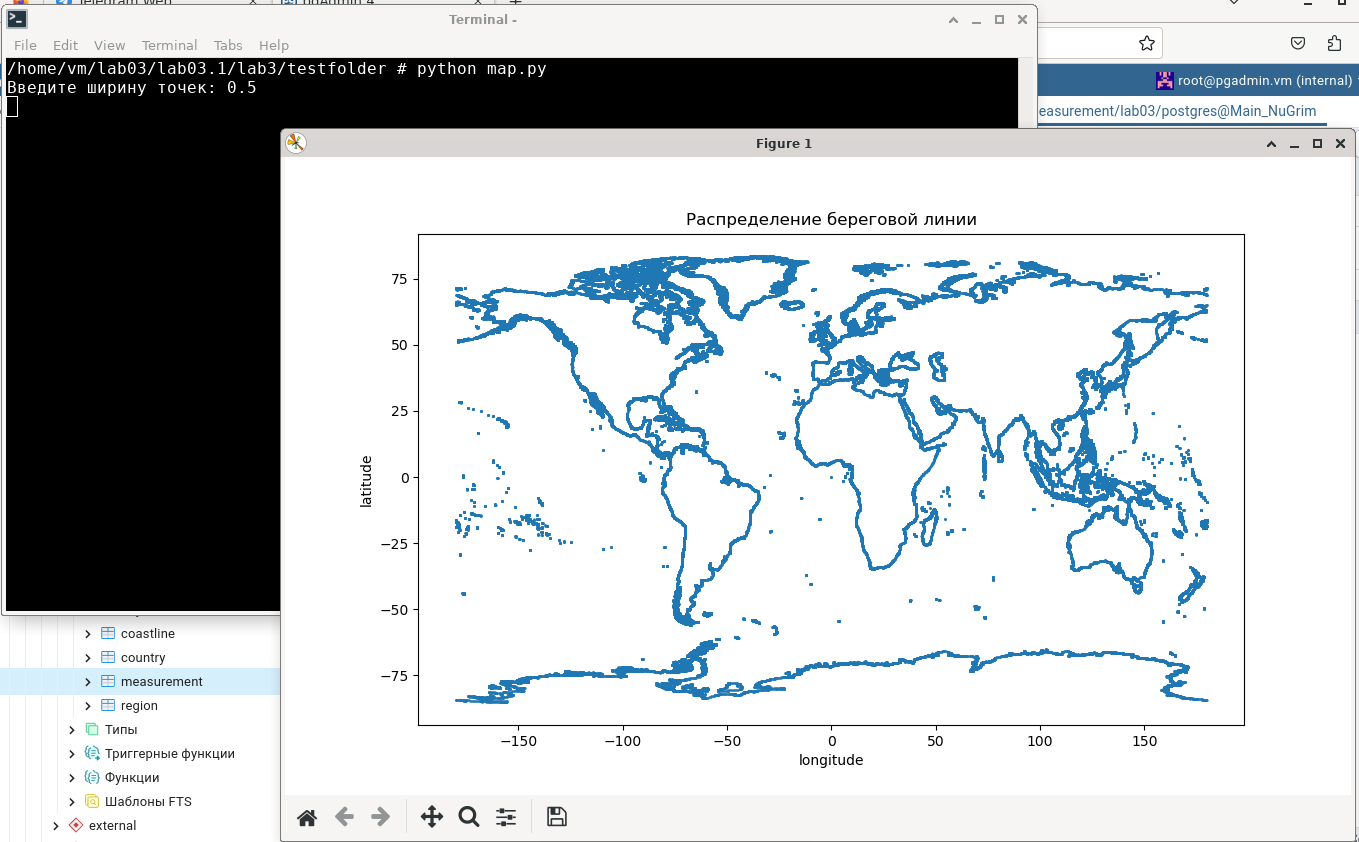 Telegram Web
pgAdmin 4
Terminal -
File Edit View Terminal Tabs Help
/home/vm/lab03/lab03.1/lab3/testfolder # python map.py
Введите ширину точек: 0.5
root@pgadmin.vm (internal)
easurement/lab03/postgres@Main_NuGrim
Figure 1
Распределение береговой линии
75
50
25
0
−25
−50
−75
latitude
−150 −100 −50 0 50 100 150
longitude
coastline
country
measurement
region
Типы
Триггерные функции
Функции
Шаблоны FTS
external